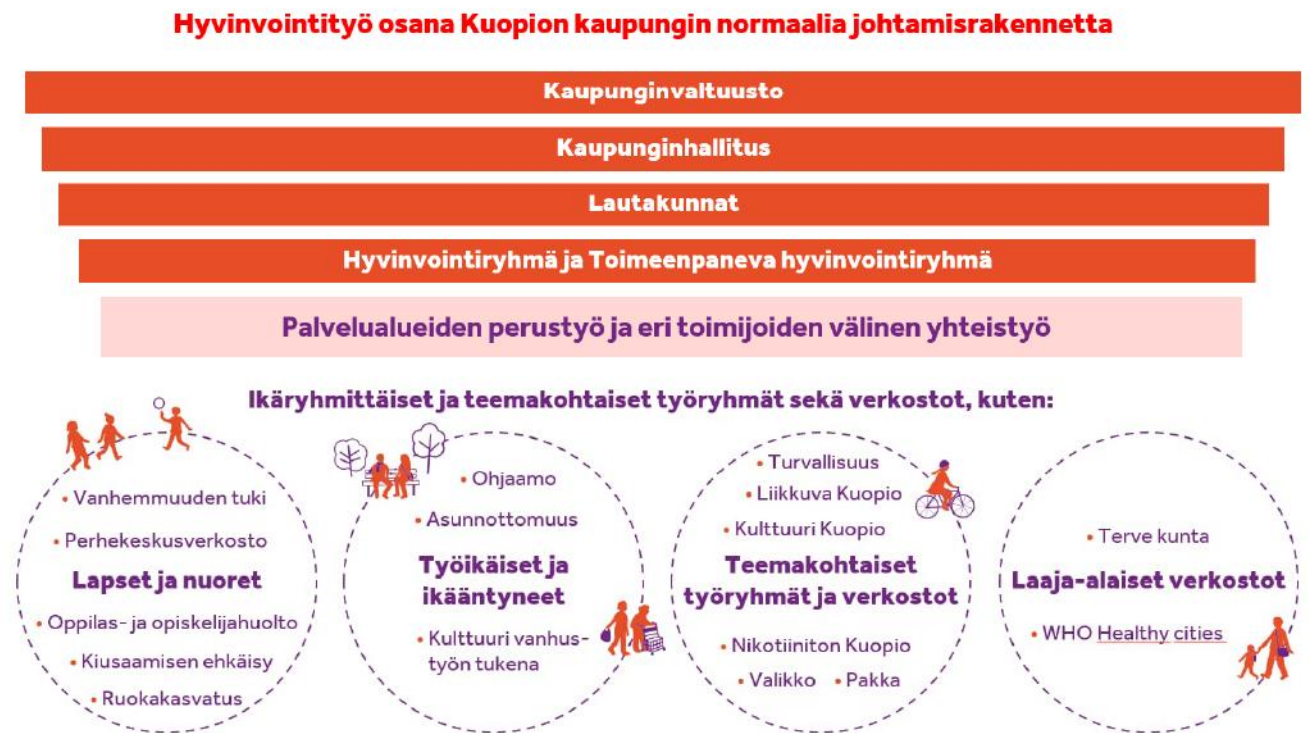 Hyvinvointityö osana Kuopion kaupungin normaalia johtamisrakennetta
Kaupunginvaltuusto
Kaupunginhallitus
Lautakunnat
Hyvinvointiryhmä ja Toimeenpaneva hyvinvointiryhmä
Palvelualueiden perustyö ja eri toimijoiden välinen yhteistyö
Ikäryhmittäiset ja teemakohtaiset työryhmät sekä verkostot, kuten:
• Vanhemmuuden tuki
• Perhekeskusverkosto
Lapset ja nuoret
• Oppilas- ja opiskelijahuolto
• Kiusaamisen ehkäisy
• Ruokakasvatus
• Ohjaamo
• Asunnottomuus
Työikäiset ja
ikääntyneet
• Kulttuuri vanhus-
työn tukena
• Turvallisuus
• Liikkuva Kuopio
• Kulttuuri Kuopio
Teemakohtaiset
työryhmät ja verkostot
• Nikotiiniton Kuopio
• Valikko • Pakka
• Terve kunta
Laaja-alaiset verkostot
• WHO Healthy cities